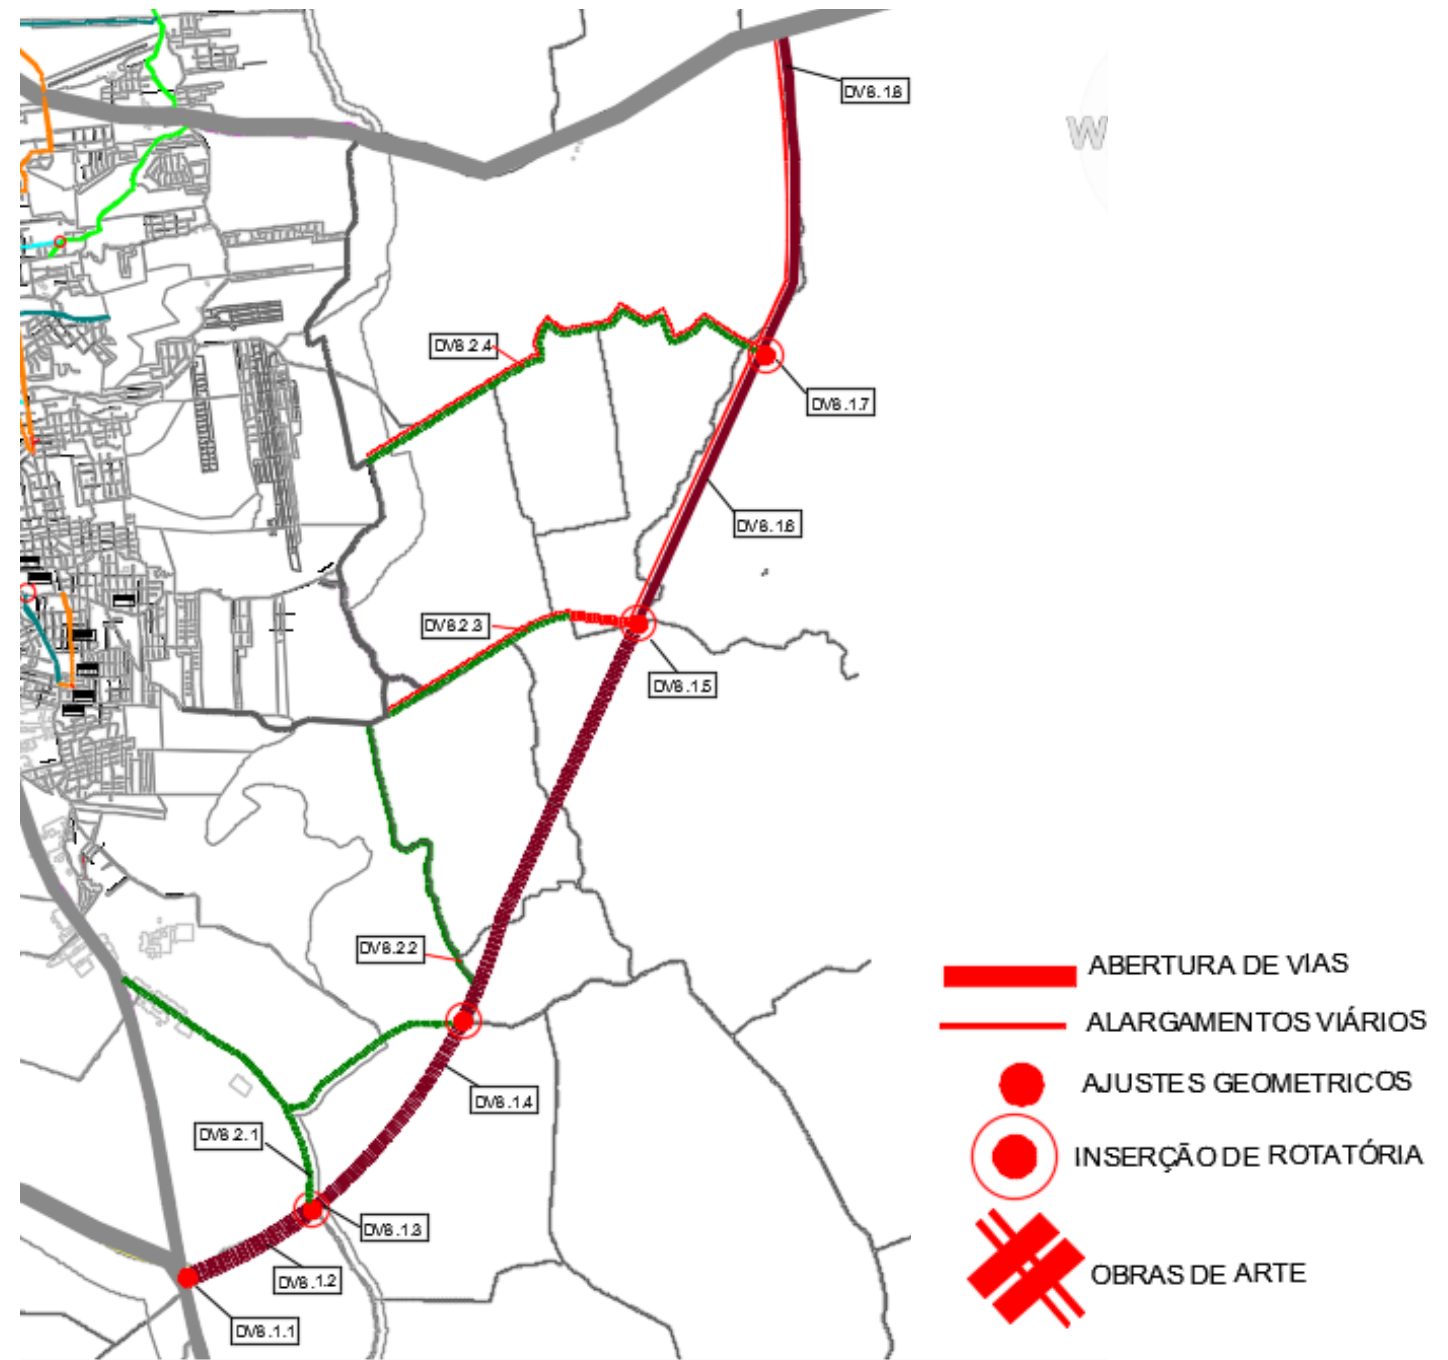 DV8.1.8
W
DV8.2.4
DV8.1.7
DV8.1.6
DV8.2.3
DV8.1.5
DV8.2.2
ABERTURA DE VIAS
ALARGAMENTOS VIÁRIOS
AJUSTES GEOMETRICOS
DV8.1.4
DV8.2.1
INSERÇÃO DE ROTATÓRIA
DV8.1.3
DV8.1.2
OBRAS DE ARTE
DV8.1.1